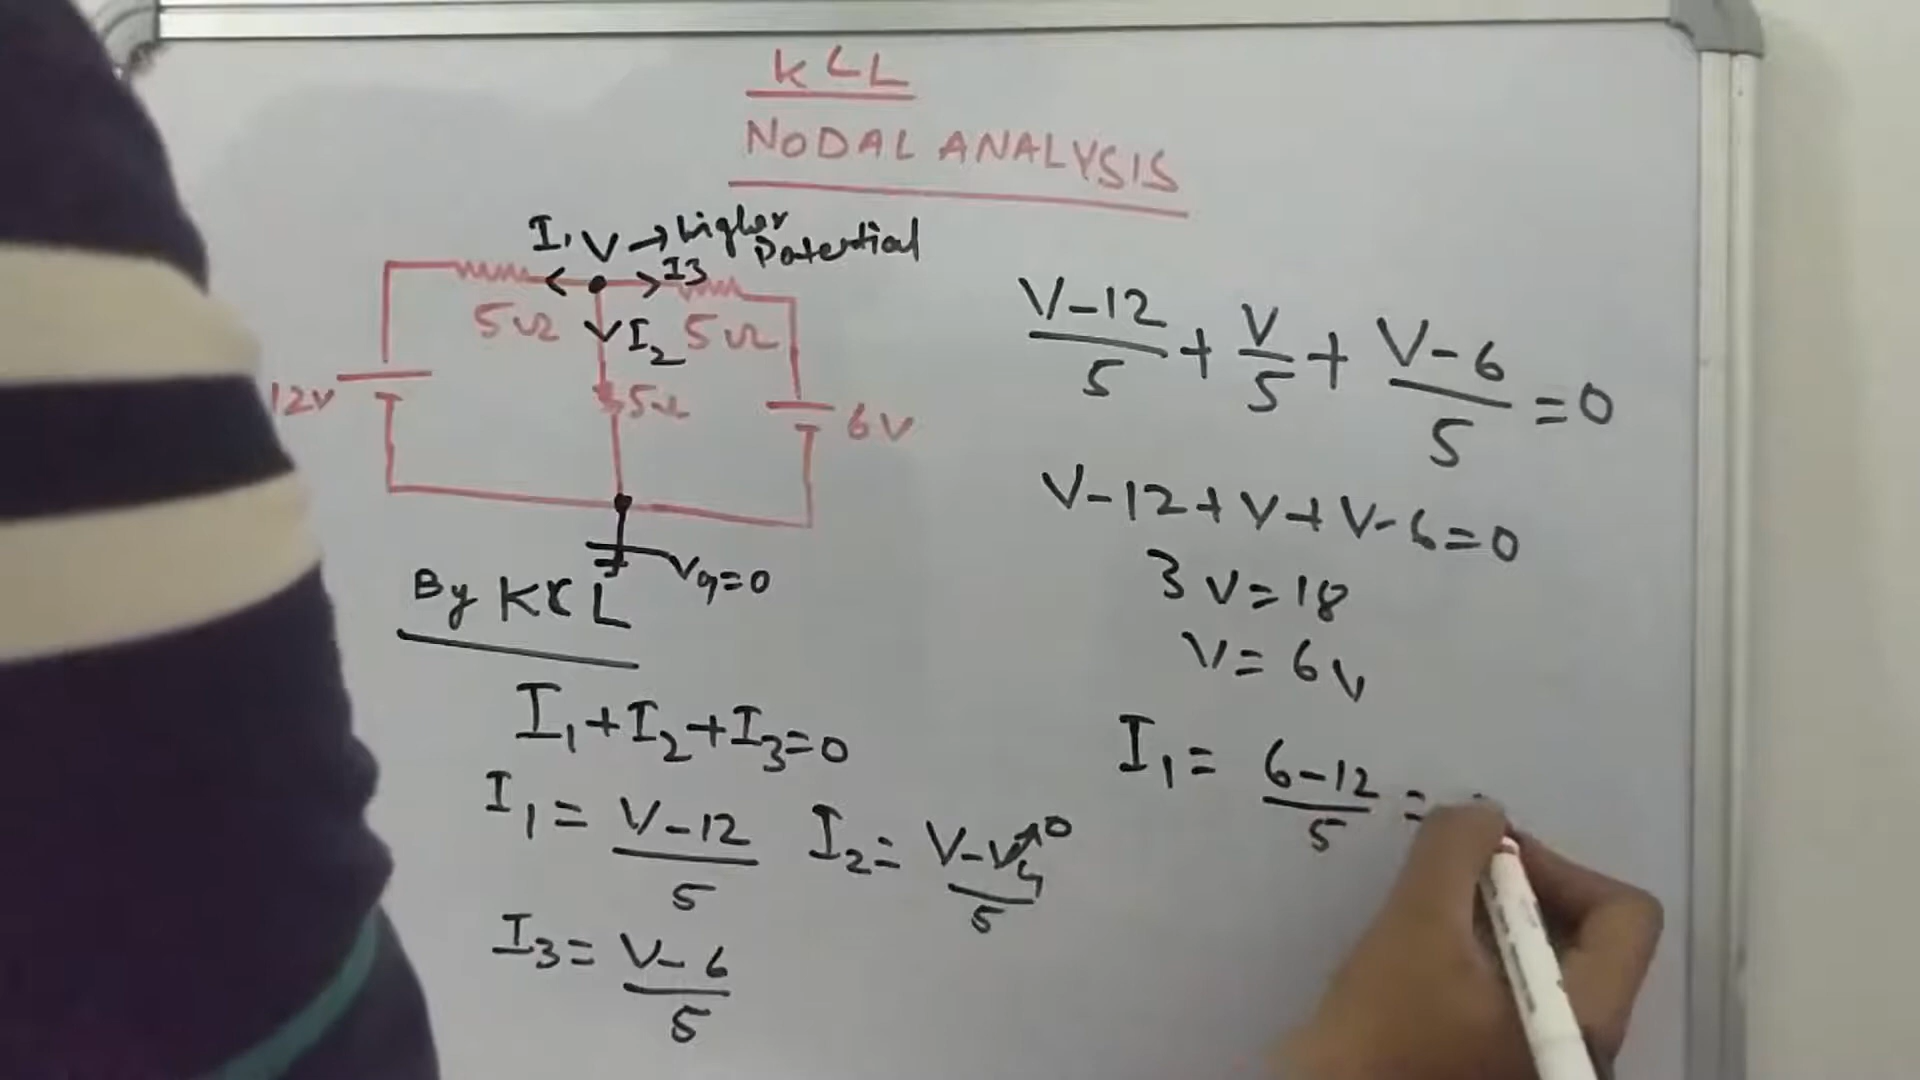 KCL
NODAL ANALYSIS
I₁ V → higher Potential
I3
5Ω
I₂
5Ω
12V
5Ω
6V
Vg=0
By KCL
I₁+I₂+I₃=0
I₁ = (V-12)/5
I₂ = (V-Vg↗0)/5
I₃ = (V-6)/5
(V-12)/5 + V/5 + (V-6)/5 = 0
V-12+V+V-6=0
3V=18
V=6V
I₁ = (6-12)/5 =